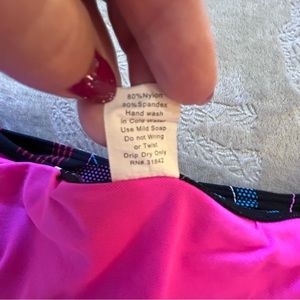 80%Nylon
20%Spandex
Hand wash
in Cold Water
Use Mild Soap
Do not Wring
or Twist
Drip Dry Only
RN#.31842